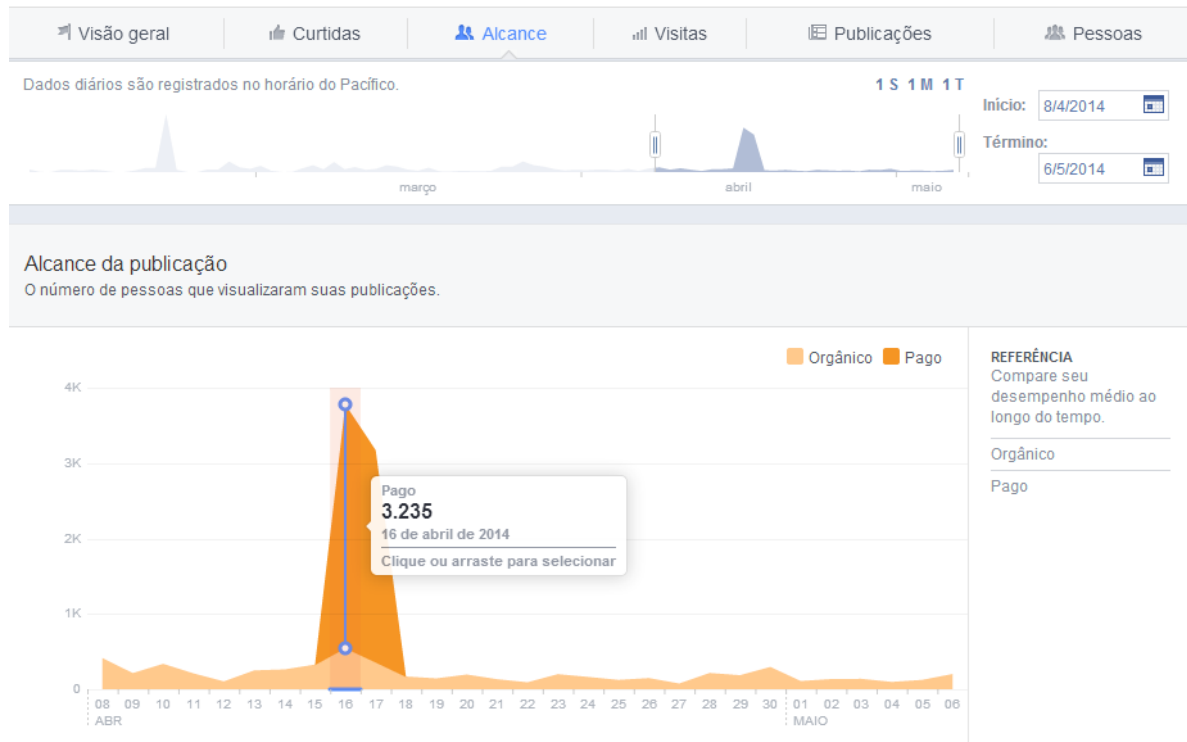 Visão geral Curtidas Alcance Visitas Publicações Pessoas
Dados diários são registrados no horário do Pacífico.
1 S 1 M 1 T
Início: 8/4/2014
Término:
6/5/2014
março abril maio
Alcance da publicação
O número de pessoas que visualizaram suas publicações.
Orgânico Pago
4K
3K
2K
1K
0
Pago
3.235
16 de abril de 2014
Clique ou arraste para selecionar
08 09 10 11 12 13 14 15 16 17 18 19 20 21 22 23 24 25 26 27 28 29 30 01 02 03 04 05 06
ABR MAIO
REFERÊNCIA
Compare seu
desempenho médio ao
longo do tempo.
Orgânico
Pago